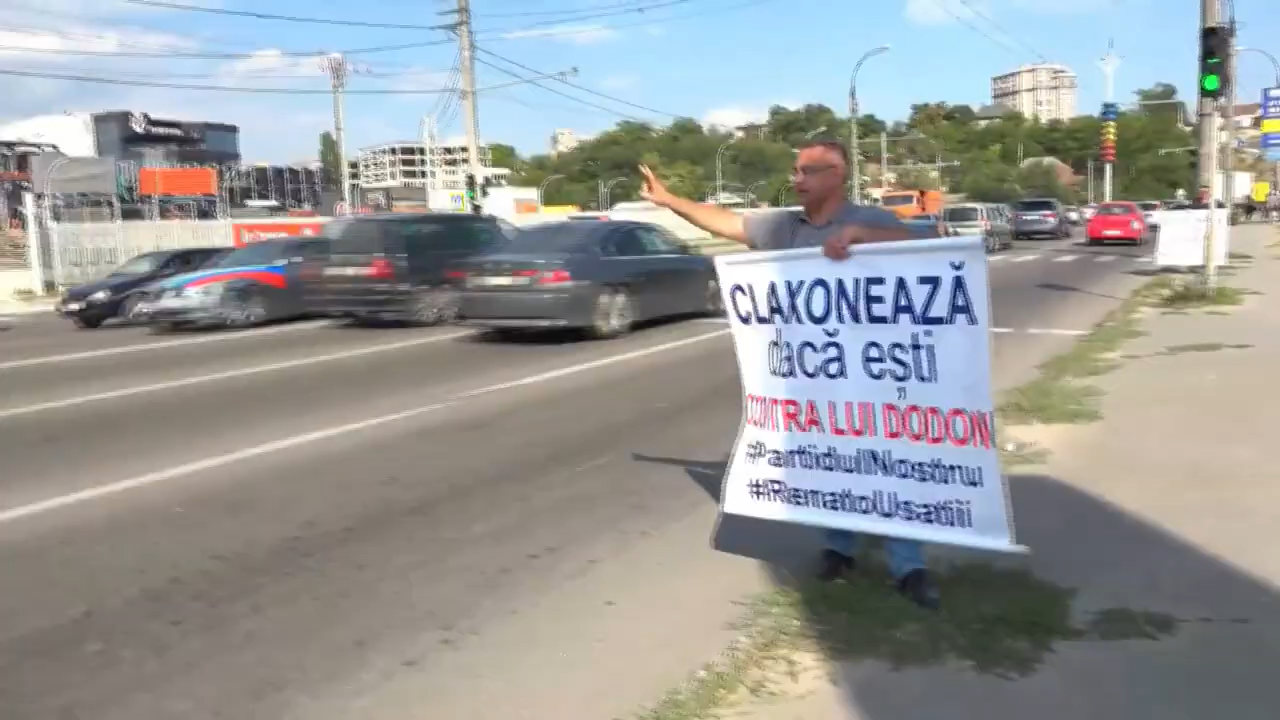 CLAXONEAZĂ
dacă ești
CONTRA LUI DODON
#PartidulNostru
#RenatoUsatii